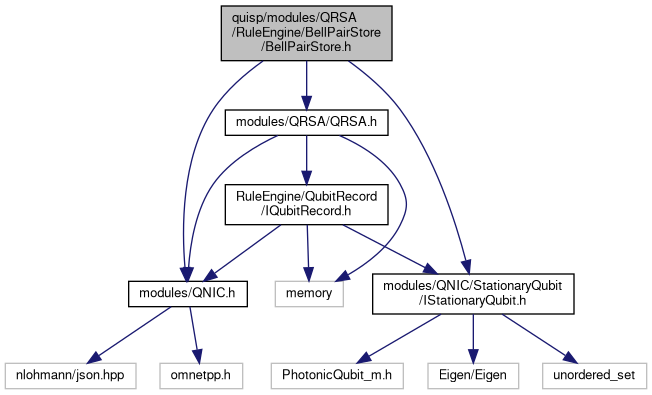 quisp/modules/QRSA
/RuleEngine/BellPairStore
/BellPairStore.h
modules/QRSA/QRSA.h
RuleEngine/QubitRecord
/IQubitRecord.h
modules/QNIC.h
memory
modules/QNIC/StationaryQubit
/IStationaryQubit.h
nlohmann/json.hpp
omnetpp.h
PhotonicQubit_m.h
Eigen/Eigen
unordered_set